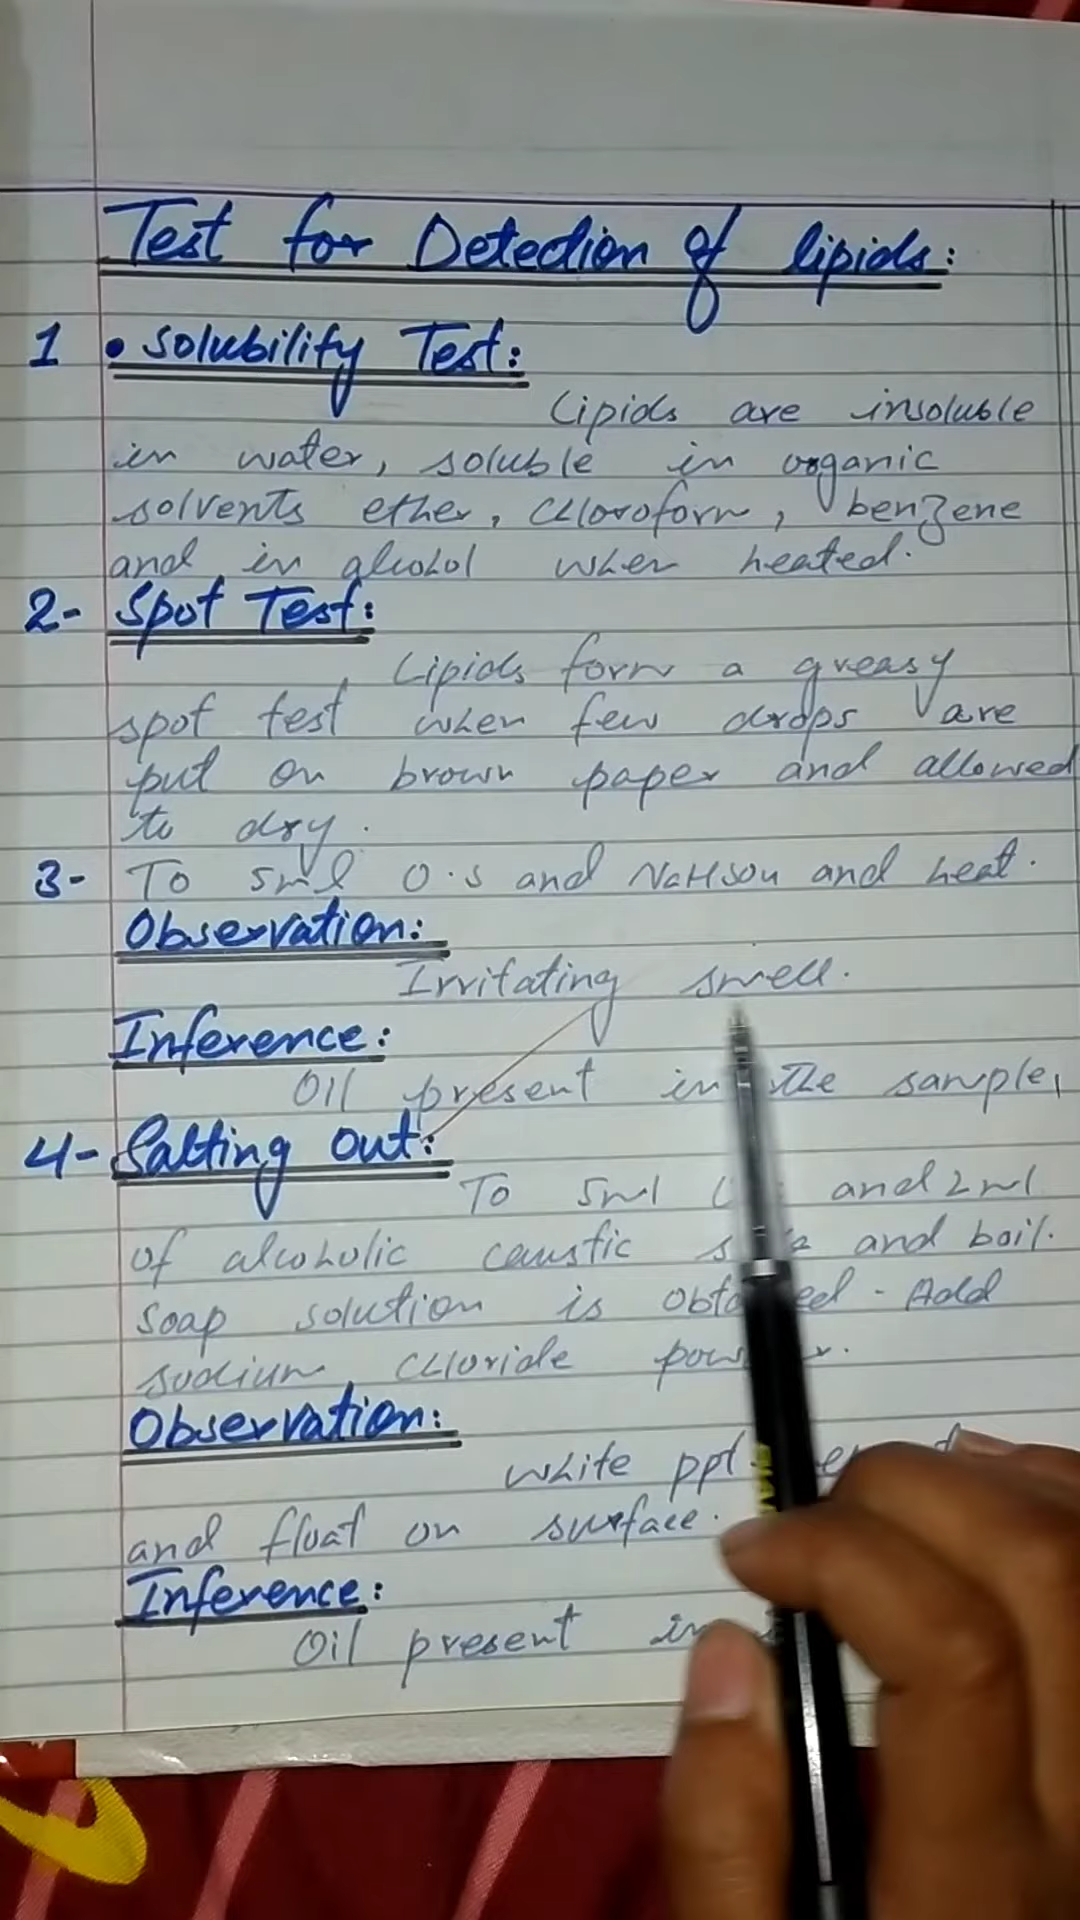 Test for Detection of lipids:
1 • Solubility Test:
Lipids are insoluble
in water, soluble in organic
solvents ether, Chloroform, benzene
and in alcohol when heated.
2- Spot Test:
Lipids form a greasy
spot test when few drops are
put on brown paper and allowed
to dry.
3- To 5ml O.S and NaHSO4 and heat.
Observation:
Irritating smell.
Inference:
Oil present in the sample,
4- Salting Out:
To 5ml and 2ml
of alcoholic caustic and boil.
Soap solution is Add
sodium Chloride
Observation:
White ppt
and float on surface.
Inference:
Oil present in